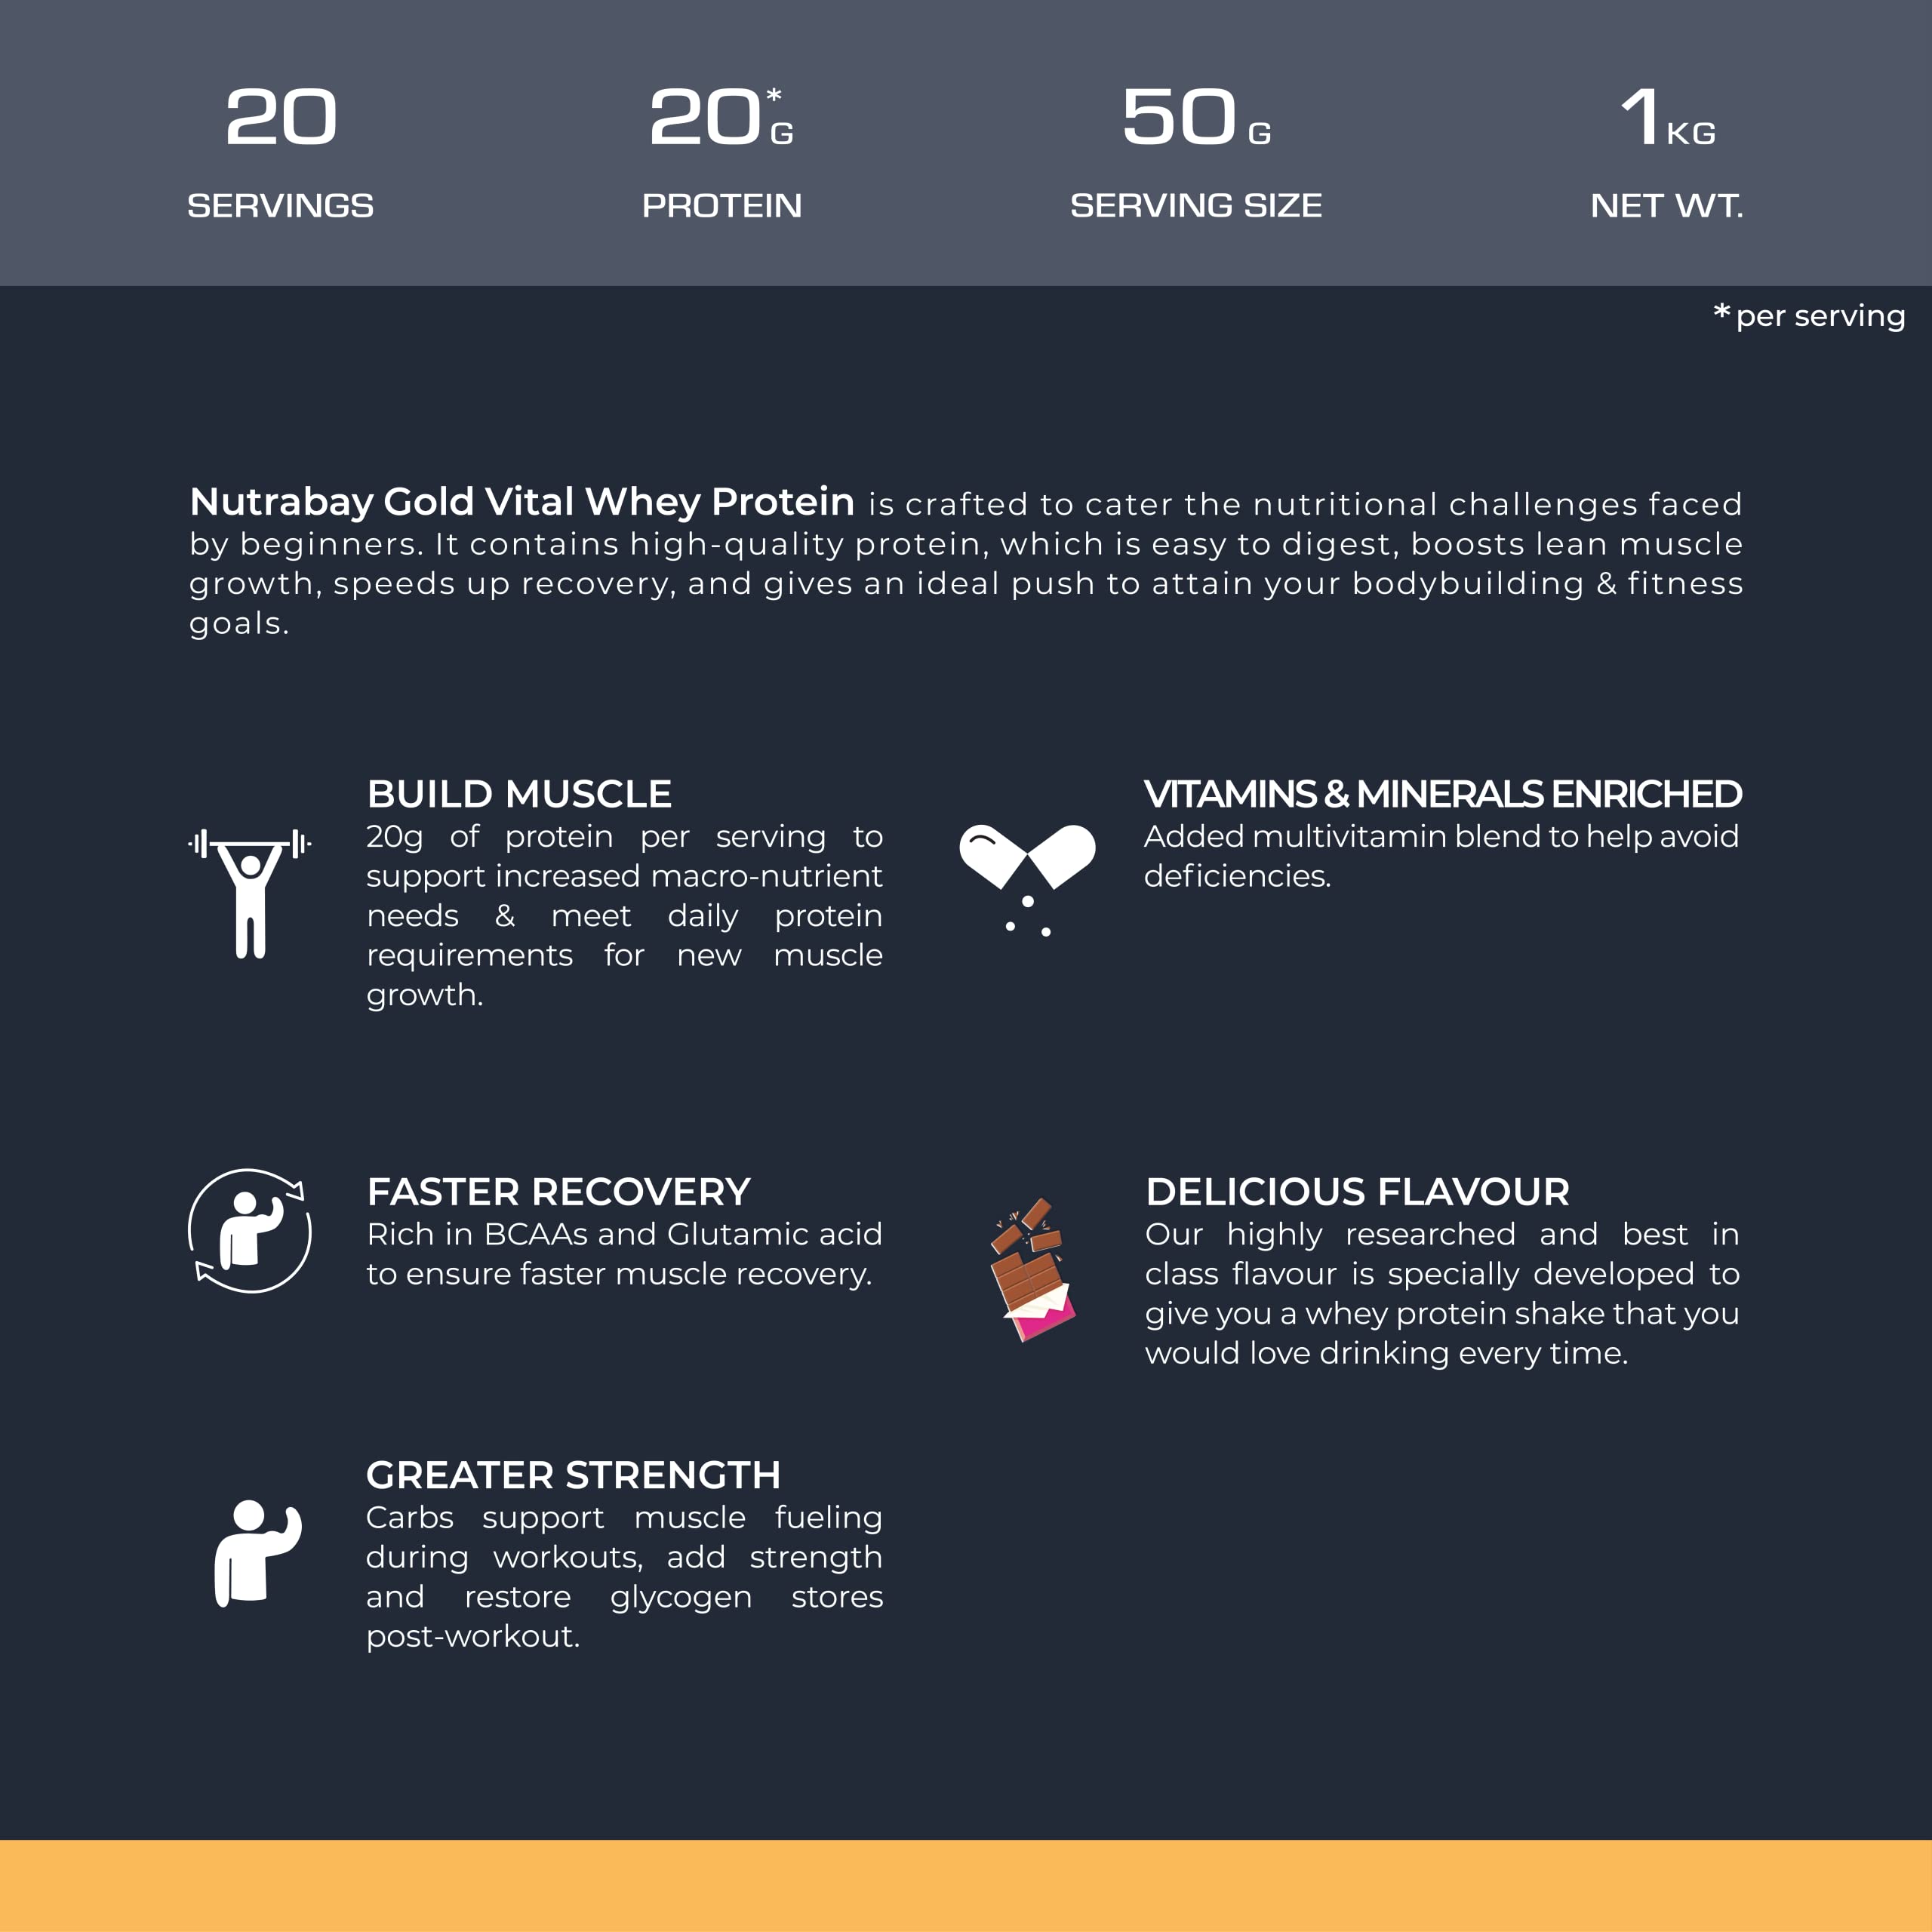 20
SERVINGS
20*G
PROTEIN
50 G
SERVING SIZE
1 KG
NET WT.
* per serving
Nutrabay Gold Vital Whey Protein is crafted to cater the nutritional challenges faced
by beginners. It contains high-quality protein, which is easy to digest, boosts lean muscle
growth, speeds up recovery, and gives an ideal push to attain your bodybuilding & fitness
goals.
BUILD MUSCLE
20g of protein per serving to
support increased macro-nutrient
needs & meet daily protein
requirements for new muscle
growth.
VITAMINS & MINERALS ENRICHED
Added multivitamin blend to help avoid
deficiencies.
FASTER RECOVERY
Rich in BCAAs and Glutamic acid
to ensure faster muscle recovery.
DELICIOUS FLAVOUR
Our highly researched and best in
class flavour is specially developed to
give you a whey protein shake that you
would love drinking every time.
GREATER STRENGTH
Carbs support muscle fueling
during workouts, add strength
and restore glycogen stores
post-workout.